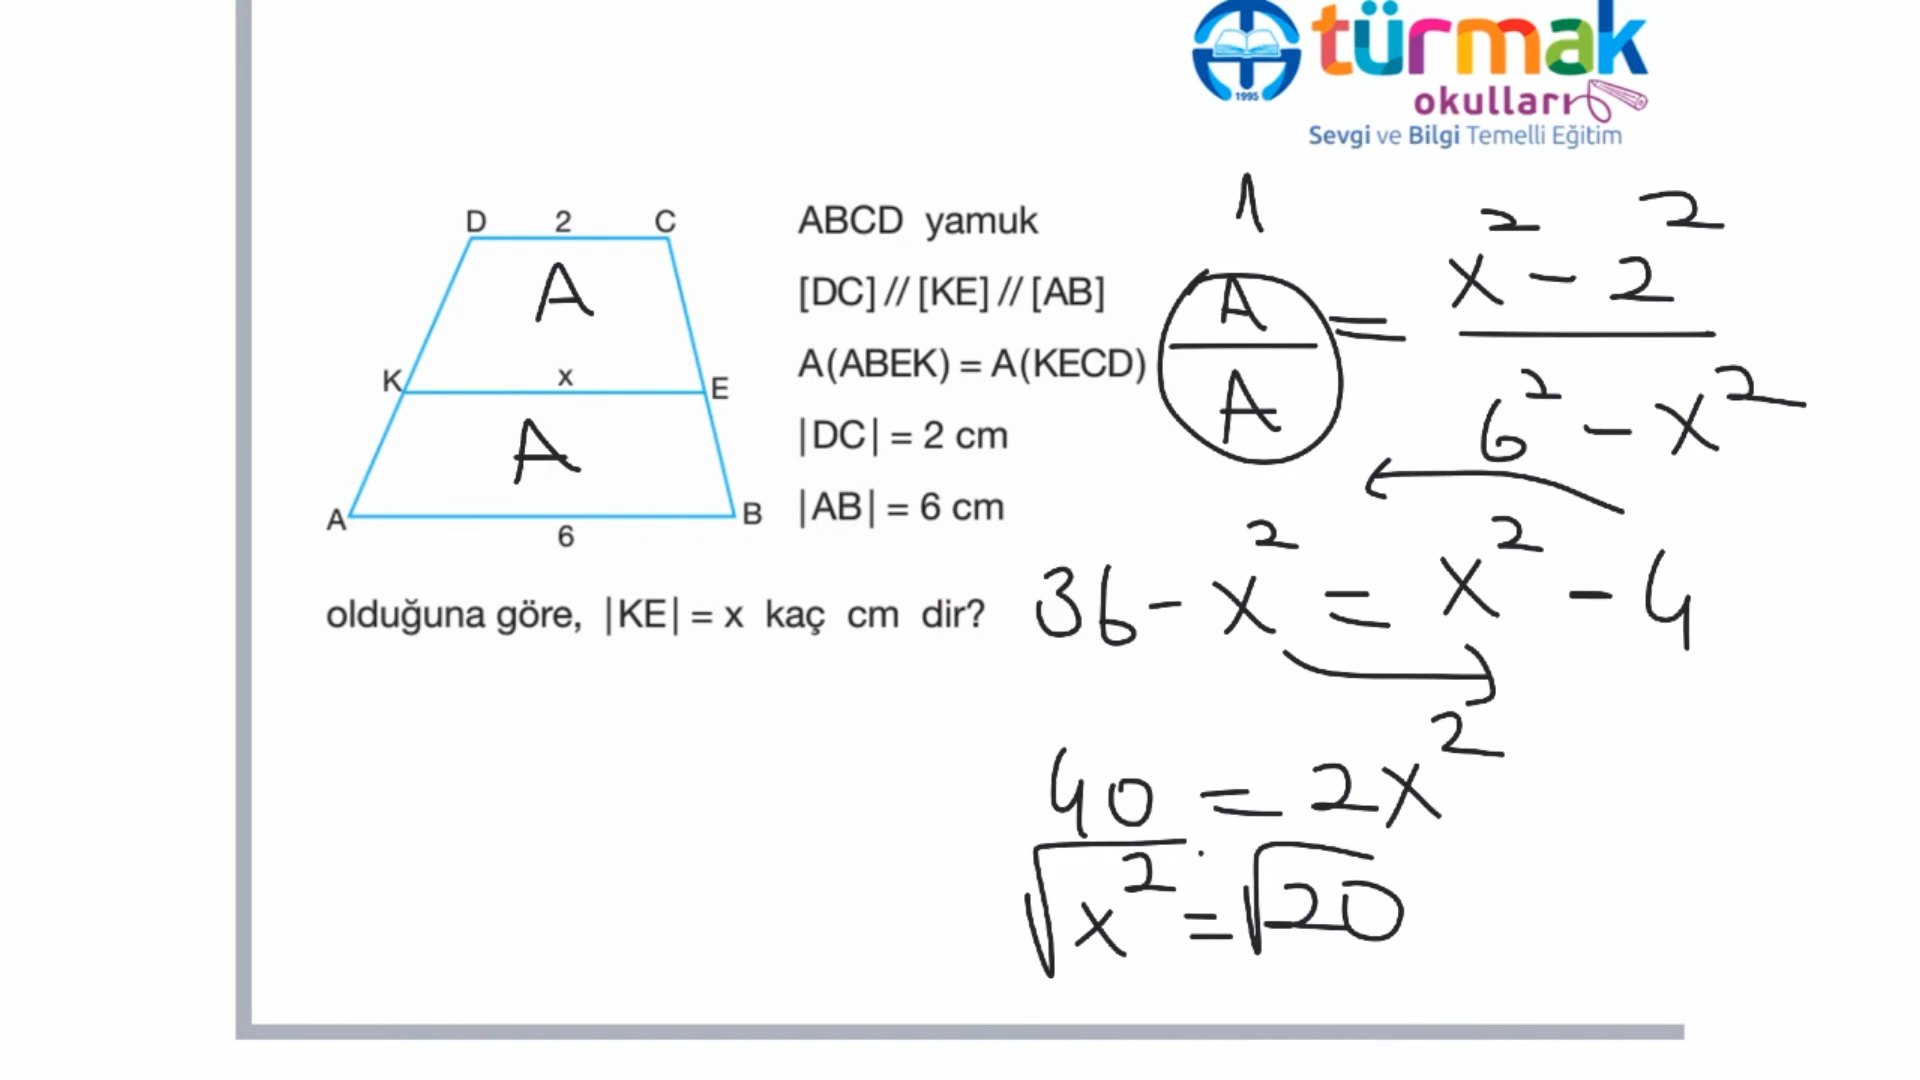 türmak
okulları
1995
Sevgi ve Bilgi Temelli Eğitim
D 2 C
A
K x E
A
A 6 B
ABCD yamuk
[DC] // [KE] // [AB]
A(ABEK) = A(KECD)
|DC| = 2 cm
|AB| = 6 cm
olduğuna göre, |KE| = x kaç cm dir?
1
A/A = x² - 2² / 6² - x²
36 - x² = x² - 4
40 = 2x²
√x² = √20